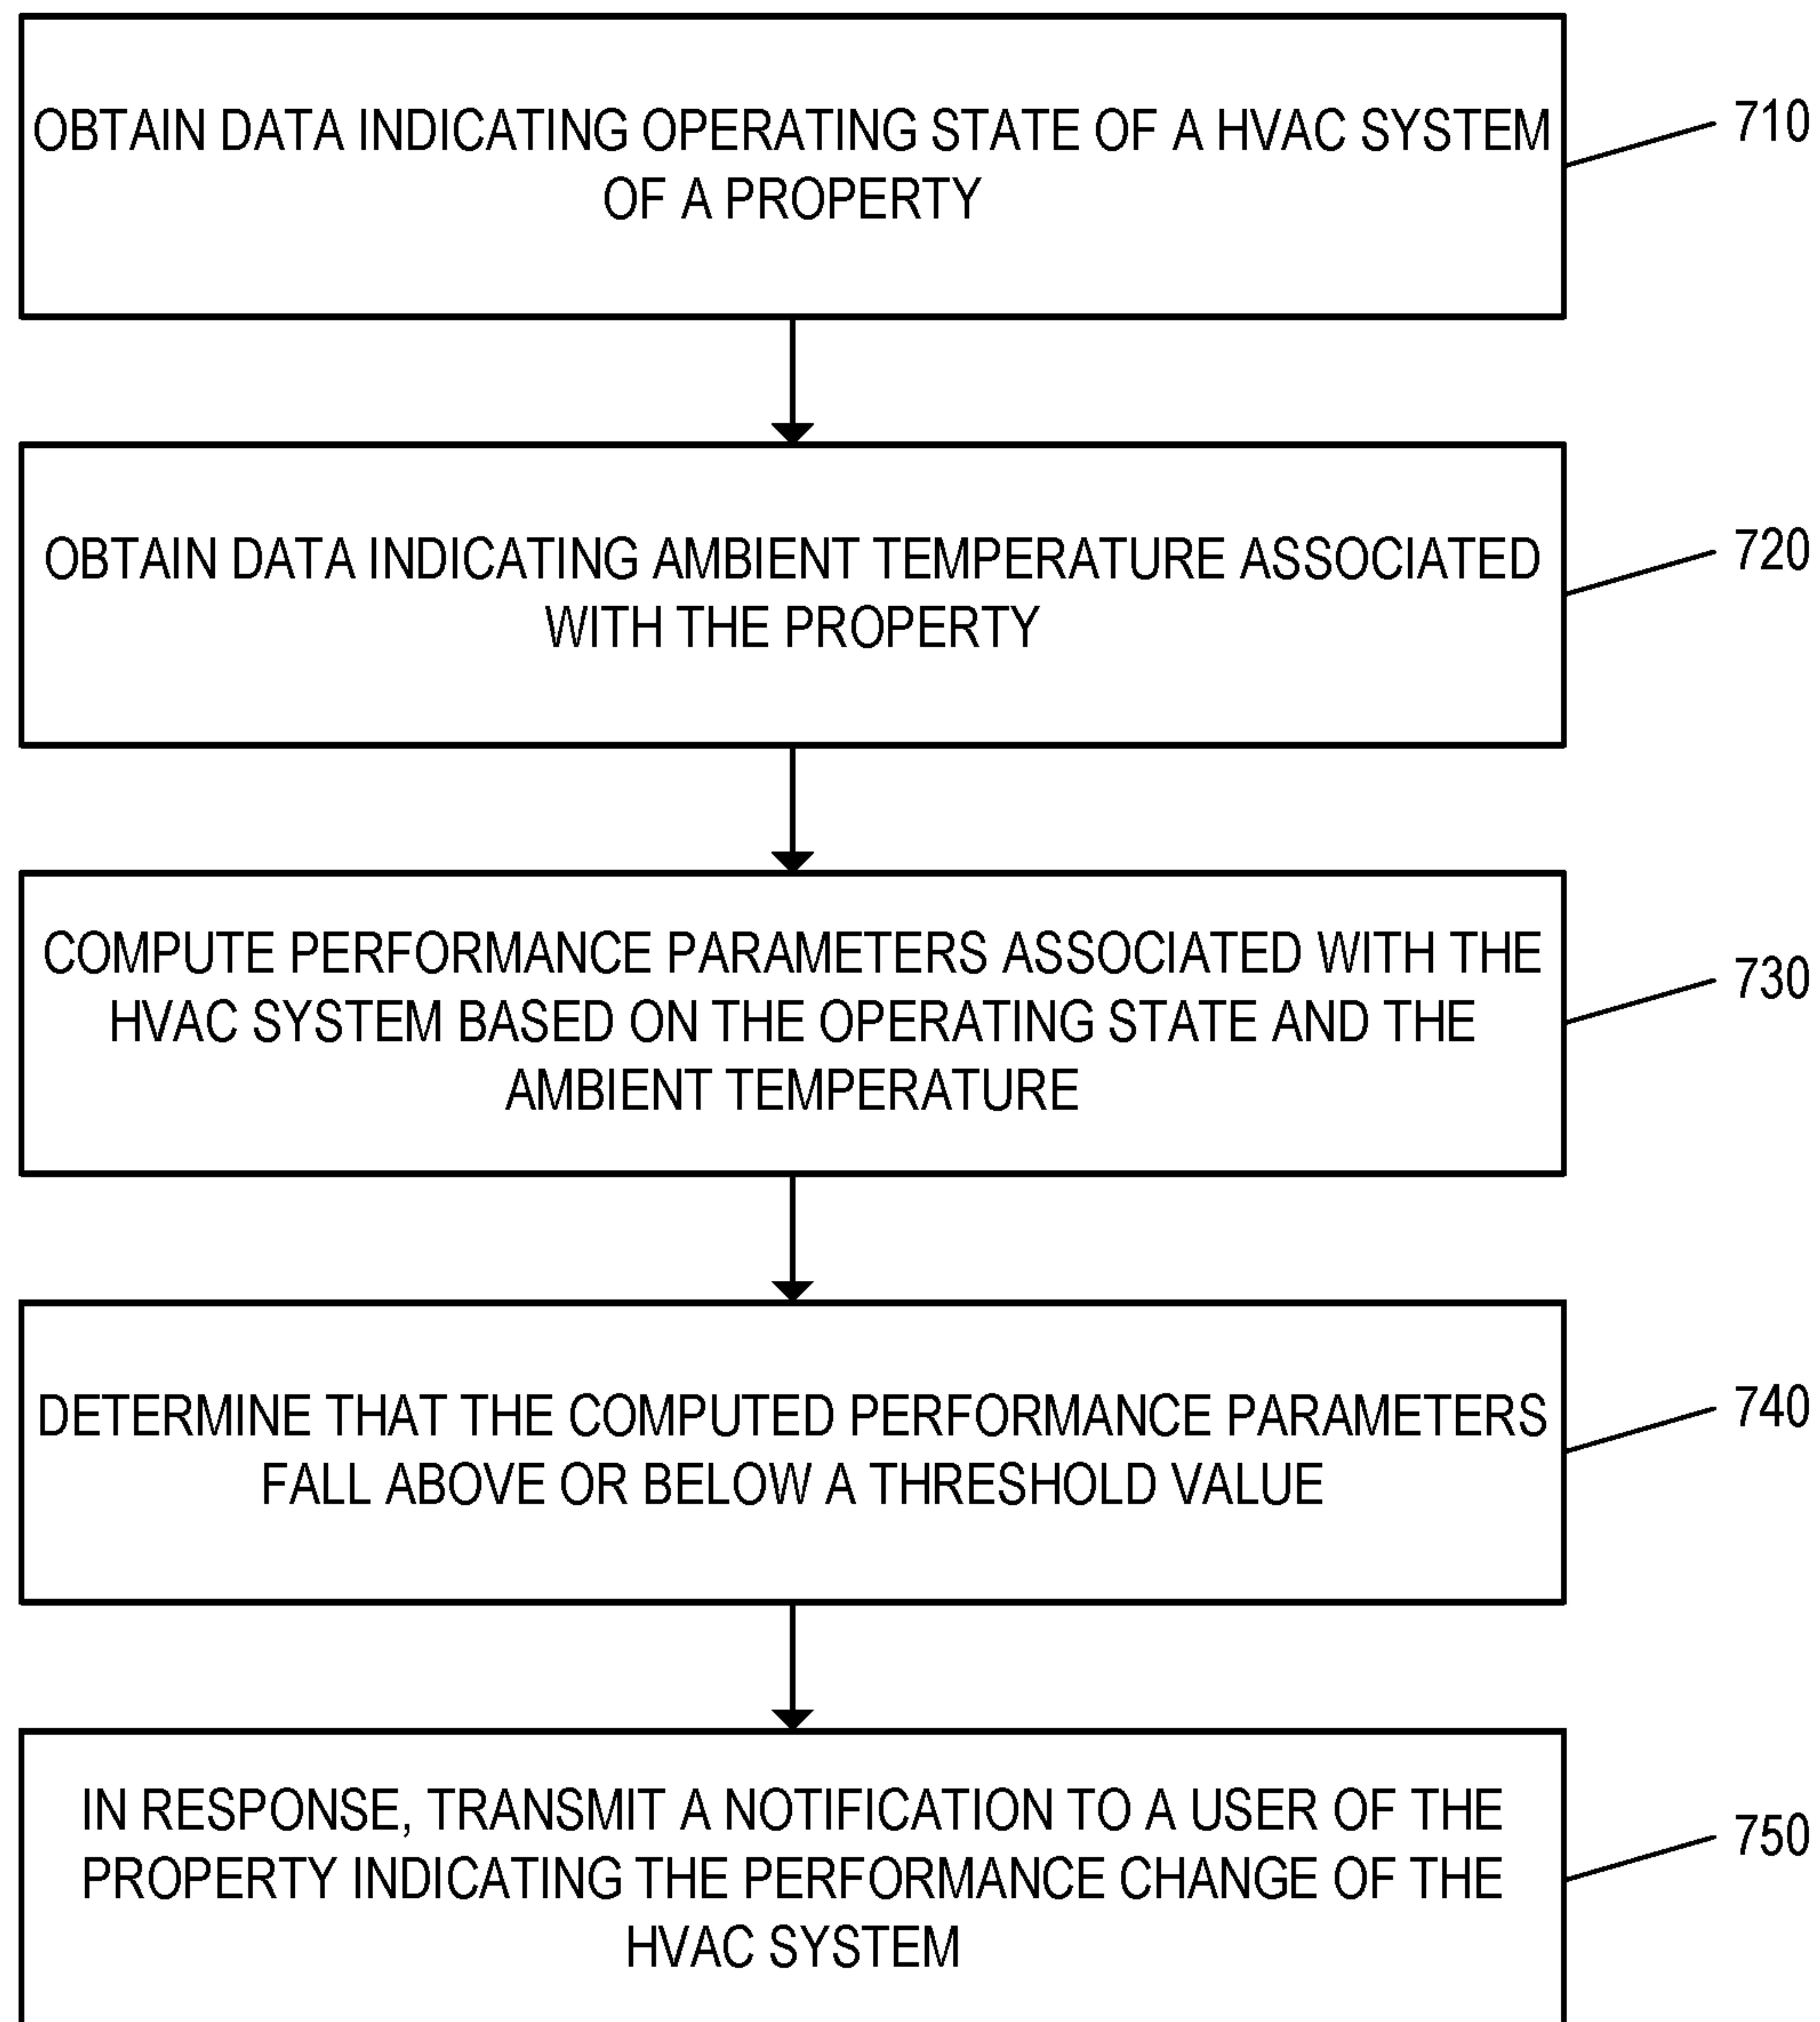 OBTAIN DATA INDICATING OPERATING STATE OF A HVAC SYSTEM
OF A PROPERTY
710
OBTAIN DATA INDICATING AMBIENT TEMPERATURE ASSOCIATED
WITH THE PROPERTY
720
COMPUTE PERFORMANCE PARAMETERS ASSOCIATED WITH THE
HVAC SYSTEM BASED ON THE OPERATING STATE AND THE
AMBIENT TEMPERATURE
730
DETERMINE THAT THE COMPUTED PERFORMANCE PARAMETERS
FALL ABOVE OR BELOW A THRESHOLD VALUE
740
IN RESPONSE, TRANSMIT A NOTIFICATION TO A USER OF THE
PROPERTY INDICATING THE PERFORMANCE CHANGE OF THE
HVAC SYSTEM
750